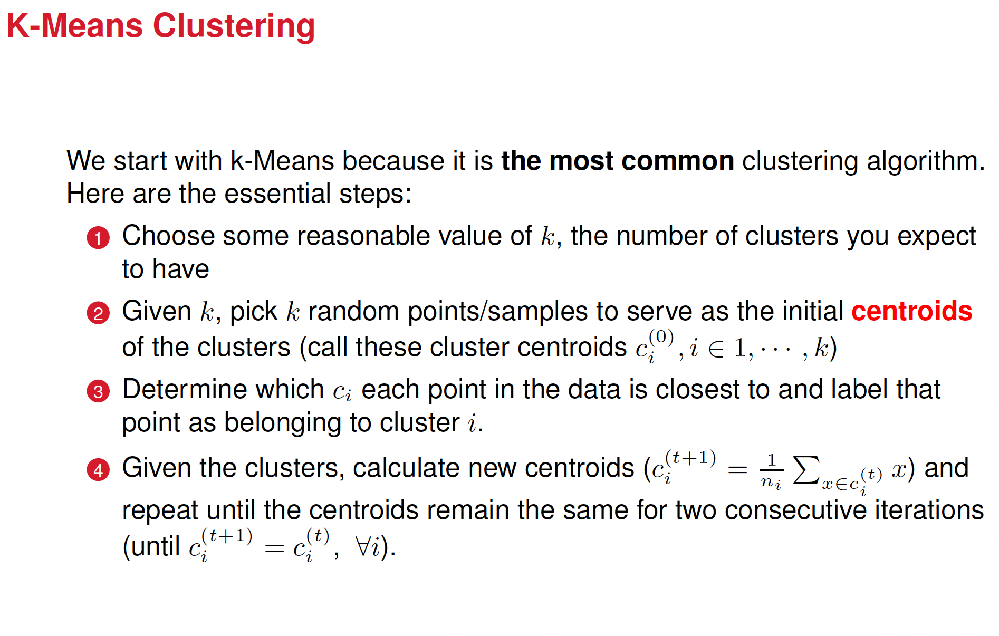 K-Means Clustering
We start with k-Means because it is the most common clustering algorithm.
Here are the essential steps:
1 Choose some reasonable value of k, the number of clusters you expect
to have
2 Given k, pick k random points/samples to serve as the initial centroids
of the clusters (call these cluster centroids $c_i^{(0)}, i \in 1, \cdots, k$)
3 Determine which $c_i$ each point in the data is closest to and label that
point as belonging to cluster $i$.
4 Given the clusters, calculate new centroids ($c_i^{(t+1)} = \frac{1}{n_i} \sum_{x \in c_i^{(t)}} x$) and
repeat until the centroids remain the same for two consecutive iterations
(until $c_i^{(t+1)} = c_i^{(t)}, \ \forall i$).